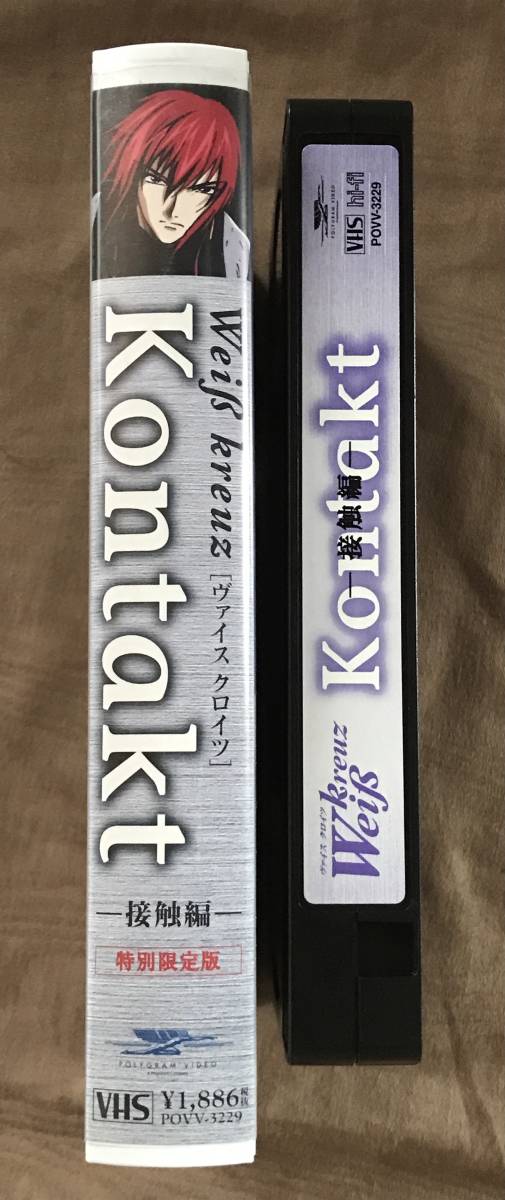 Weiß kreuz
[ヴァイス クロイツ]
Kontakt
—接触編—
特別限定版
POLYGRAM VIDEO
VHS
¥1,886 税抜
POVV-3229
ヴァイス クロイツ
Weiß
kreuz
Kontakt
—接触編—
POLYGRAM VIDEO
VHS hi-fi
POVV-3229